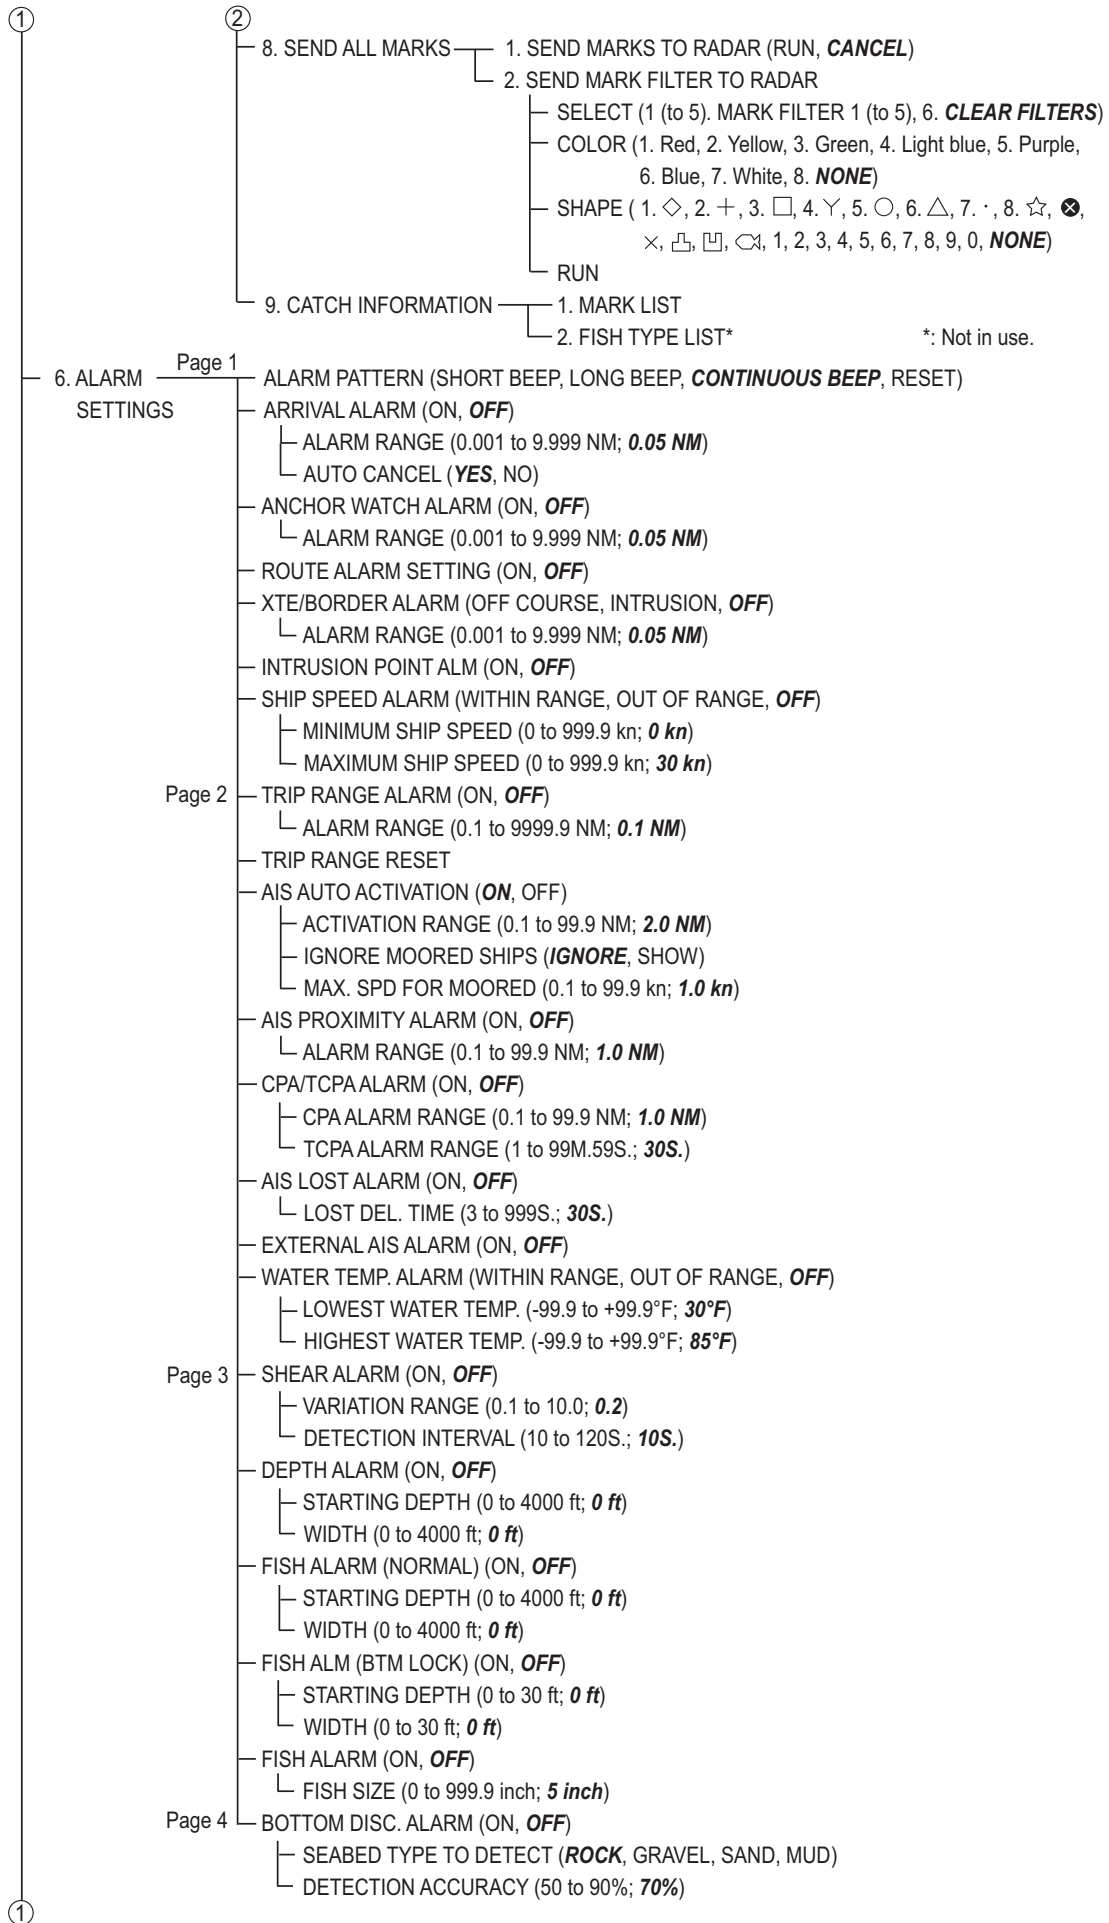 1 2
8. SEND ALL MARKS 1. SEND MARKS TO RADAR (RUN, CANCEL)
2. SEND MARK FILTER TO RADAR
SELECT (1 (to 5). MARK FILTER 1 (to 5), 6. CLEAR FILTERS)
COLOR (1. Red, 2. Yellow, 3. Green, 4. Light blue, 5. Purple,
6. Blue, 7. White, 8. NONE)
SHAPE ( 1. ◇, 2. +, 3. □, 4. Y, 5. ○, 6. △, 7. ·, 8. ☆, ⊗,
×, 凸, 凹, 1, 2, 3, 4, 5, 6, 7, 8, 9, 0, NONE)
RUN
9. CATCH INFORMATION 1. MARK LIST
2. FISH TYPE LIST* *: Not in use.
6. ALARM Page 1 ALARM PATTERN (SHORT BEEP, LONG BEEP, CONTINUOUS BEEP, RESET)
SETTINGS ARRIVAL ALARM (ON, OFF)
ALARM RANGE (0.001 to 9.999 NM; 0.05 NM)
AUTO CANCEL (YES, NO)
ANCHOR WATCH ALARM (ON, OFF)
ALARM RANGE (0.001 to 9.999 NM; 0.05 NM)
ROUTE ALARM SETTING (ON, OFF)
XTE/BORDER ALARM (OFF COURSE, INTRUSION, OFF)
ALARM RANGE (0.001 to 9.999 NM; 0.05 NM)
INTRUSION POINT ALM (ON, OFF)
SHIP SPEED ALARM (WITHIN RANGE, OUT OF RANGE, OFF)
MINIMUM SHIP SPEED (0 to 999.9 kn; 0 kn)
MAXIMUM SHIP SPEED (0 to 999.9 kn; 30 kn)
Page 2 TRIP RANGE ALARM (ON, OFF)
ALARM RANGE (0.1 to 9999.9 NM; 0.1 NM)
TRIP RANGE RESET
AIS AUTO ACTIVATION (ON, OFF)
ACTIVATION RANGE (0.1 to 99.9 NM; 2.0 NM)
IGNORE MOORED SHIPS (IGNORE, SHOW)
MAX. SPD FOR MOORED (0.1 to 99.9 kn; 1.0 kn)
AIS PROXIMITY ALARM (ON, OFF)
ALARM RANGE (0.1 to 99.9 NM; 1.0 NM)
CPA/TCPA ALARM (ON, OFF)
CPA ALARM RANGE (0.1 to 99.9 NM; 1.0 NM)
TCPA ALARM RANGE (1 to 99M.59S.; 30S.)
AIS LOST ALARM (ON, OFF)
LOST DEL. TIME (3 to 999S.; 30S.)
EXTERNAL AIS ALARM (ON, OFF)
WATER TEMP. ALARM (WITHIN RANGE, OUT OF RANGE, OFF)
LOWEST WATER TEMP. (-99.9 to +99.9°F; 30°F)
HIGHEST WATER TEMP. (-99.9 to +99.9°F; 85°F)
Page 3 SHEAR ALARM (ON, OFF)
VARIATION RANGE (0.1 to 10.0; 0.2)
DETECTION INTERVAL (10 to 120S.; 10S.)
DEPTH ALARM (ON, OFF)
STARTING DEPTH (0 to 4000 ft; 0 ft)
WIDTH (0 to 4000 ft; 0 ft)
FISH ALARM (NORMAL) (ON, OFF)
STARTING DEPTH (0 to 4000 ft; 0 ft)
WIDTH (0 to 4000 ft; 0 ft)
FISH ALM (BTM LOCK) (ON, OFF)
STARTING DEPTH (0 to 30 ft; 0 ft)
WIDTH (0 to 30 ft; 0 ft)
FISH ALARM (ON, OFF)
FISH SIZE (0 to 999.9 inch; 5 inch)
Page 4 BOTTOM DISC. ALARM (ON, OFF)
SEABED TYPE TO DETECT (ROCK, GRAVEL, SAND, MUD)
DETECTION ACCURACY (50 to 90%; 70%)
1